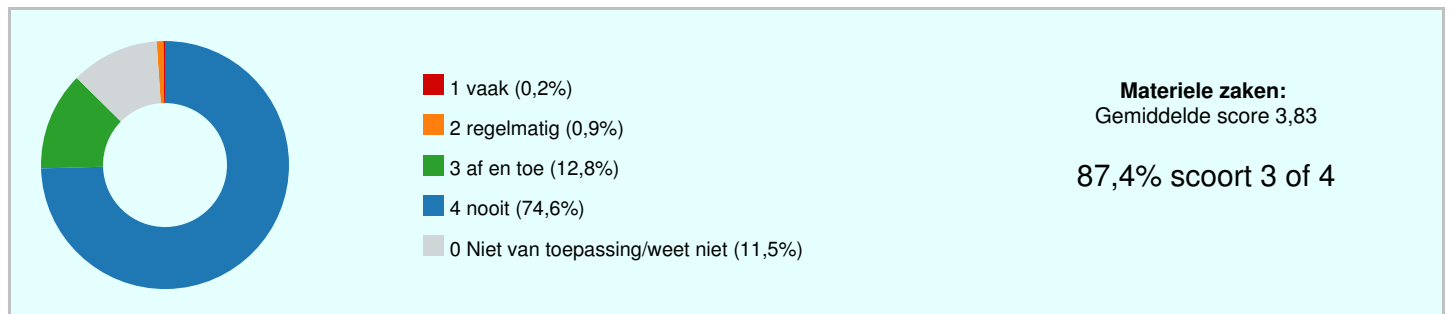 1 vaak (0,2%)
2 regelmatig (0,9%)
3 af en toe (12,8%)
4 nooit (74,6%)
0 Niet van toepassing/weet niet (11,5%)
Materiele zaken:
Gemiddelde score 3,83
87,4% scoort 3 of 4